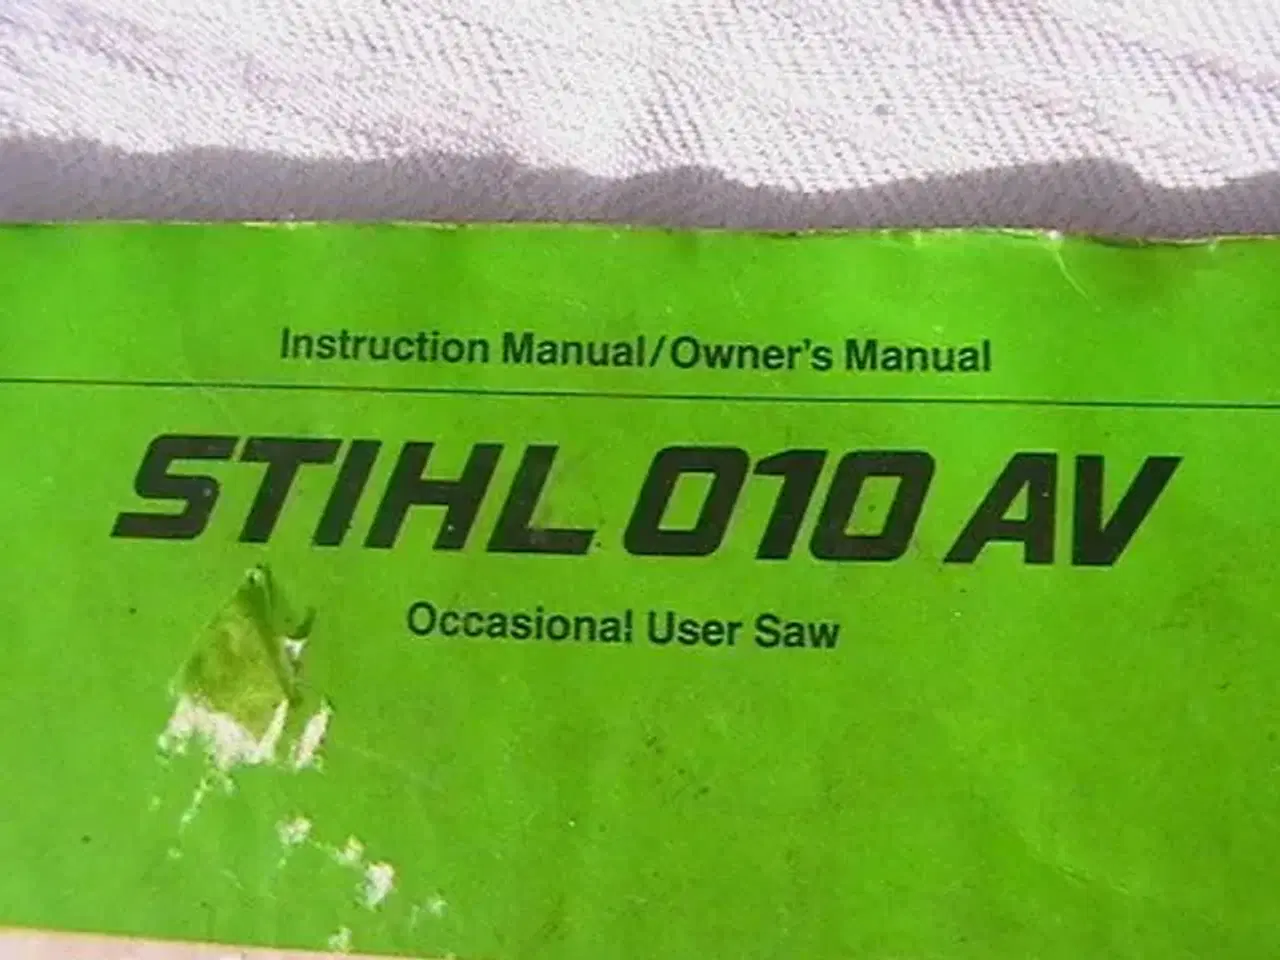 Instruction Manual/Owner's Manual
STIHL 010 AV
Occasional User Saw